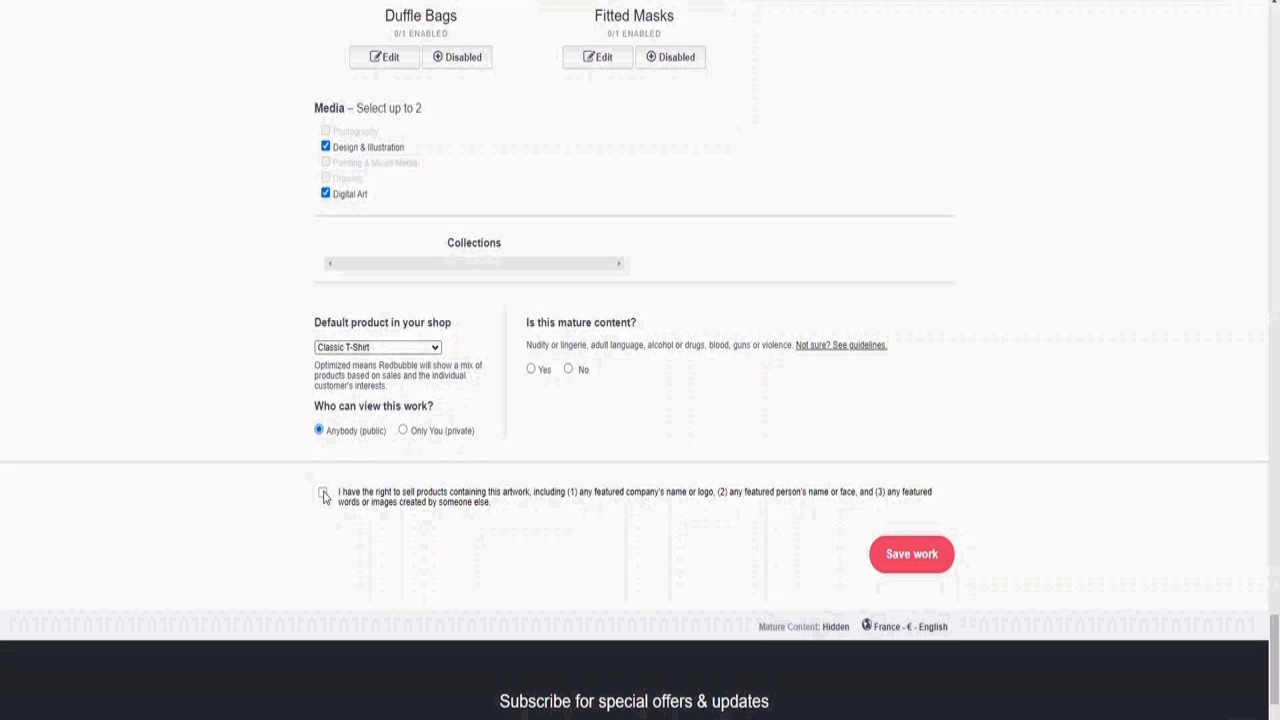 Duffle Bags
0/1 ENABLED
Edit
Disabled
Fitted Masks
0/1 ENABLED
Edit
Disabled
Media – Select up to 2
Photography
Design & Illustration
Painting & Mixed Media
Drawing
Digital Art
Collections
Default product in your shop
Classic T-Shirt
Optimized means Redbubble will show a mix of
products based on sales and the individual
customer's interests.
Who can view this work?
Anybody (public)
Only You (private)
Is this mature content?
Nudity or lingerie, adult language, alcohol or drugs, blood, guns or violence. Not sure? See guidelines.
Yes
No
I have the right to sell products containing this artwork, including (1) any featured company's name or logo, (2) any featured person's name or face, and (3) any featured
words or images created by someone else.
Save work
Mature Content: Hidden
France - € - English
Subscribe for special offers & updates